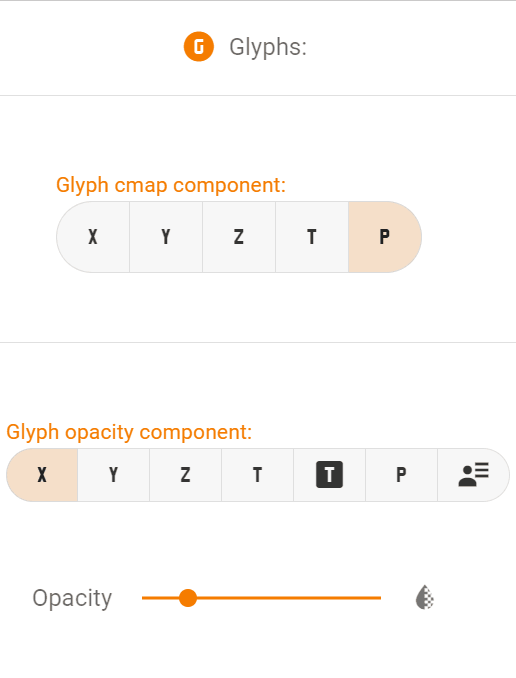 G Glyphs:
Glyph cmap component:
X Y Z T P
Glyph opacity component:
X Y Z T T P
Opacity